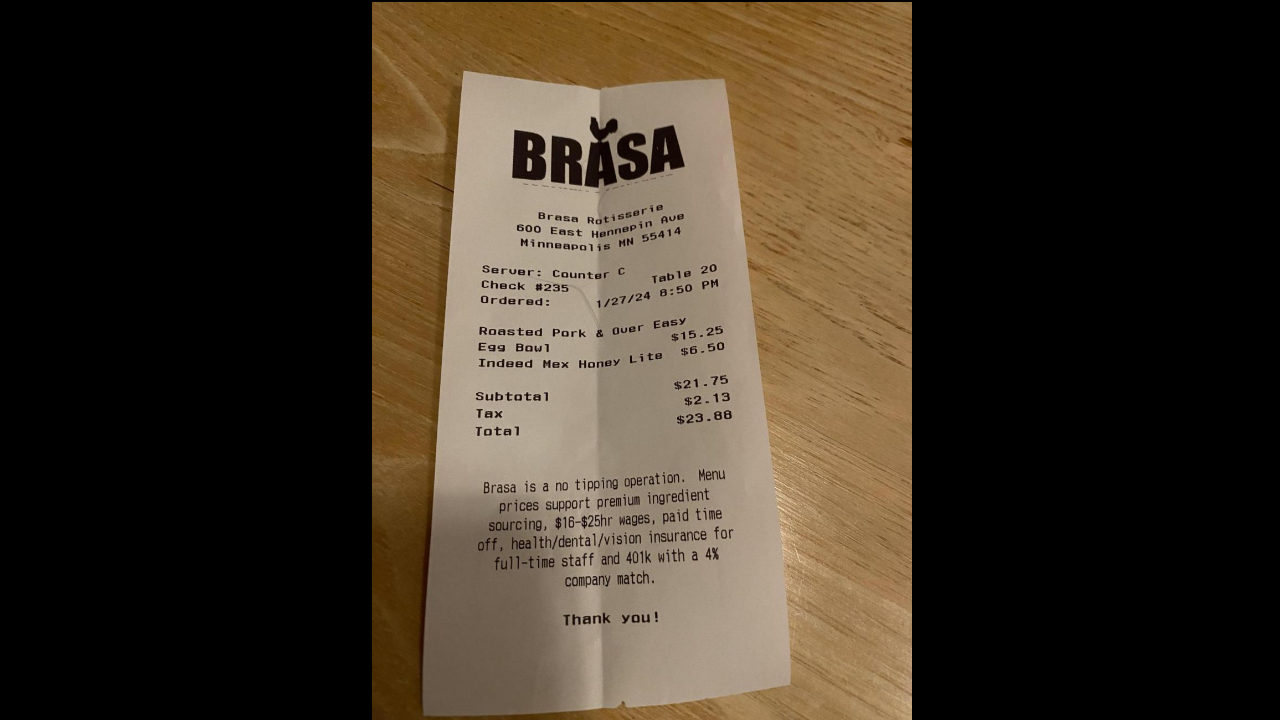 BRASA
Brasa Rotisserie
600 East Hennepin Ave
Minneapolis MN 55414
Server: Counter C
Check #235 Table 20
Ordered: 1/27/24 8:50 PM
Roasted Pork & Over Easy
Egg Bowl $15.25
Indeed Mex Honey Lite $6.50
Subtotal $21.75
Tax $2.13
Total $23.88
Brasa is a no tipping operation. Menu
prices support premium ingredient
sourcing, $16-$25hr wages, paid time
off, health/dental/vision insurance for
full-time staff and 401k with a 4%
company match.
Thank you!